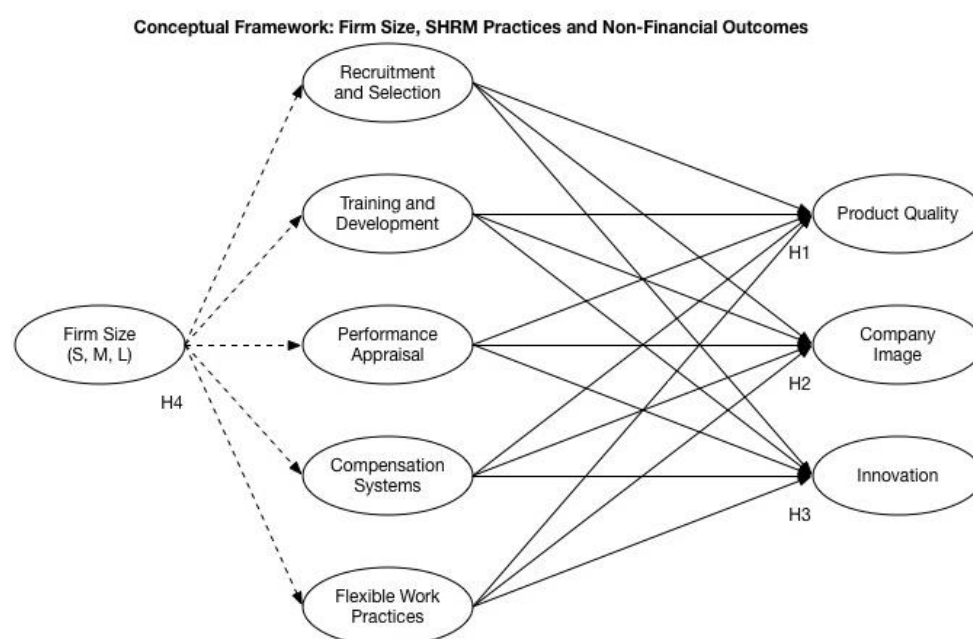 Conceptual Framework: Firm Size, SHRM Practices and Non-Financial Outcomes
Recruitment
and Selection
Training and
Development
Product Quality
H1
Firm Size
(S, M, L)
H4
Performance
Appraisal
Company
Image
H2
Compensation
Systems
Innovation
H3
Flexible Work
Practices